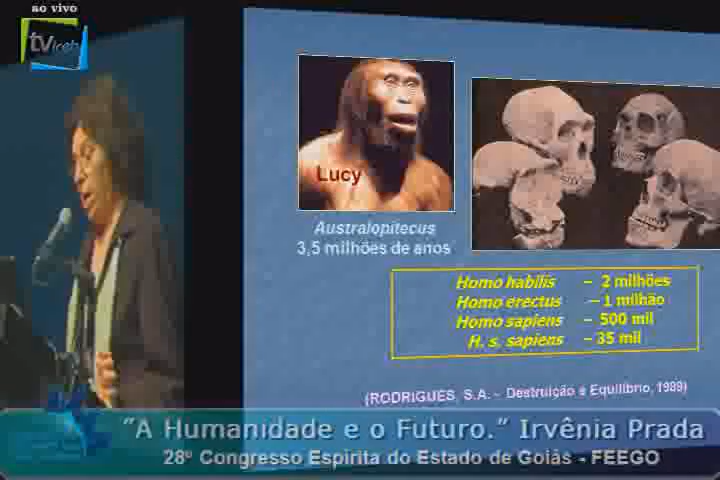 ao vivo
tv
Lucy
Australopitecus
3,5 milhões de anos
Homo habilis – 2 milhões
Homo erectus – 1 milhão
Homo sapiens – 500 mil
H. s. sapiens – 35 mil
(RODRIGUES, S.A. - Destruição e Equilíbrio, 1989)
"A Humanidade e o Futuro." Irvênia Prada
28º Congresso Espírita do Estado de Goiás - FEEGO